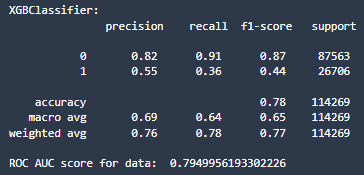 XGBClassifier:
precision recall f1-score support
0 0.82 0.91 0.87 87563
1 0.55 0.36 0.44 26706
accuracy 0.78 114269
macro avg 0.69 0.64 0.65 114269
weighted avg 0.76 0.78 0.77 114269
ROC AUC score for data: 0.7949956193302226